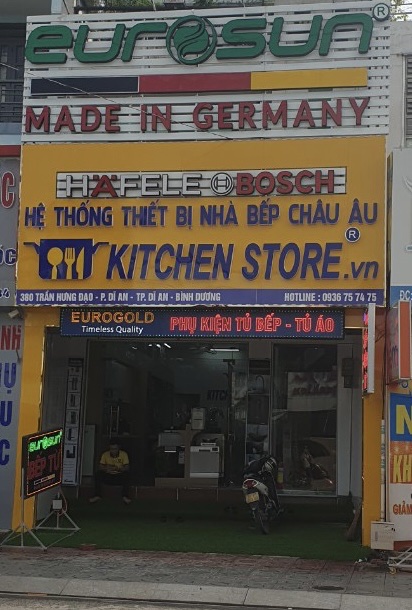 eurosun®
MADE IN GERMANY
HÄFELE BOSCH
HỆ THỐNG THIẾT BỊ NHÀ BẾP CHÂU ÂU
KITCHEN STORE.vn®
380 TRẦN HƯNG ĐẠO - P. DĨ AN - TP. DĨ AN - BÌNH DƯƠNG HOTLINE : 0936 75 74 75
EUROGOLD
Timeless Quality
PHỤ KIỆN TỦ BẾP - TỦ ÁO
KITC
eurosun
BẾP TỪ